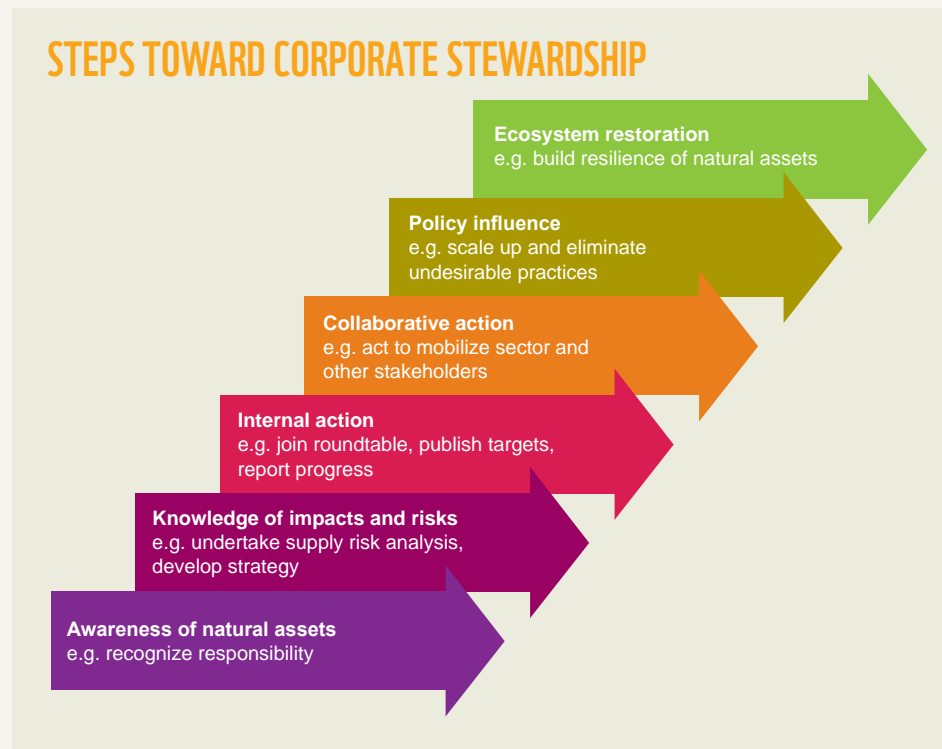 STEPS TOWARD CORPORATE STEWARDSHIP
Ecosystem restoration
e.g. build resilience of natural assets
Policy influence
e.g. scale up and eliminate
undesirable practices
Collaborative action
e.g. act to mobilize sector and
other stakeholders
Internal action
e.g. join roundtable, publish targets,
report progress
Knowledge of impacts and risks
e.g. undertake supply risk analysis,
develop strategy
Awareness of natural assets
e.g. recognize responsibility